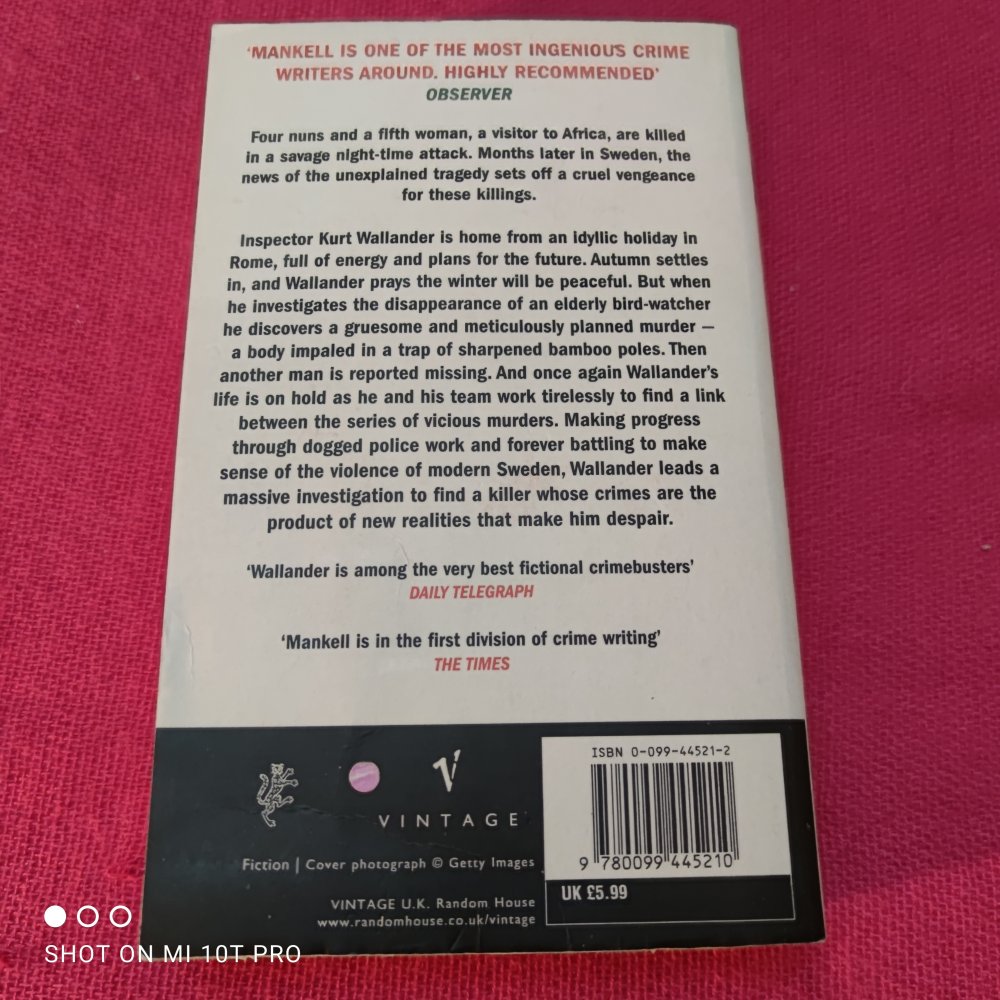 'MANKELL IS ONE OF THE MOST INGENIOUS CRIME
WRITERS AROUND. HIGHLY RECOMMENDED'
OBSERVER
Four nuns and a fifth woman, a visitor to Africa, are killed
in a savage night-time attack. Months later in Sweden, the
news of the unexplained tragedy sets off a cruel vengeance
for these killings.
Inspector Kurt Wallander is home from an idyllic holiday in
Rome, full of energy and plans for the future. Autumn settles
in, and Wallander prays the winter will be peaceful. But when
he investigates the disappearance of an elderly bird-watcher
he discovers a gruesome and meticulously planned murder –
a body impaled in a trap of sharpened bamboo poles. Then
another man is reported missing. And once again Wallander's
life is on hold as he and his team work tirelessly to find a link
between the series of vicious murders. Making progress
through dogged police work and forever battling to make
sense of the violence of modern Sweden, Wallander leads a
massive investigation to find a killer whose crimes are the
product of new realities that make him despair.
'Wallander is among the very best fictional crimebusters'
DAILY TELEGRAPH
'Mankell is in the first division of crime writing'
THE TIMES
V
VINTAGE
Fiction | Cover photograph © Getty Images
VINTAGE U.K. Random House
www.randomhouse.co.uk/vintage
ISBN 0-099-44521-2
9 780099 445210
UK £5.99
SHOT ON MI 10T PRO